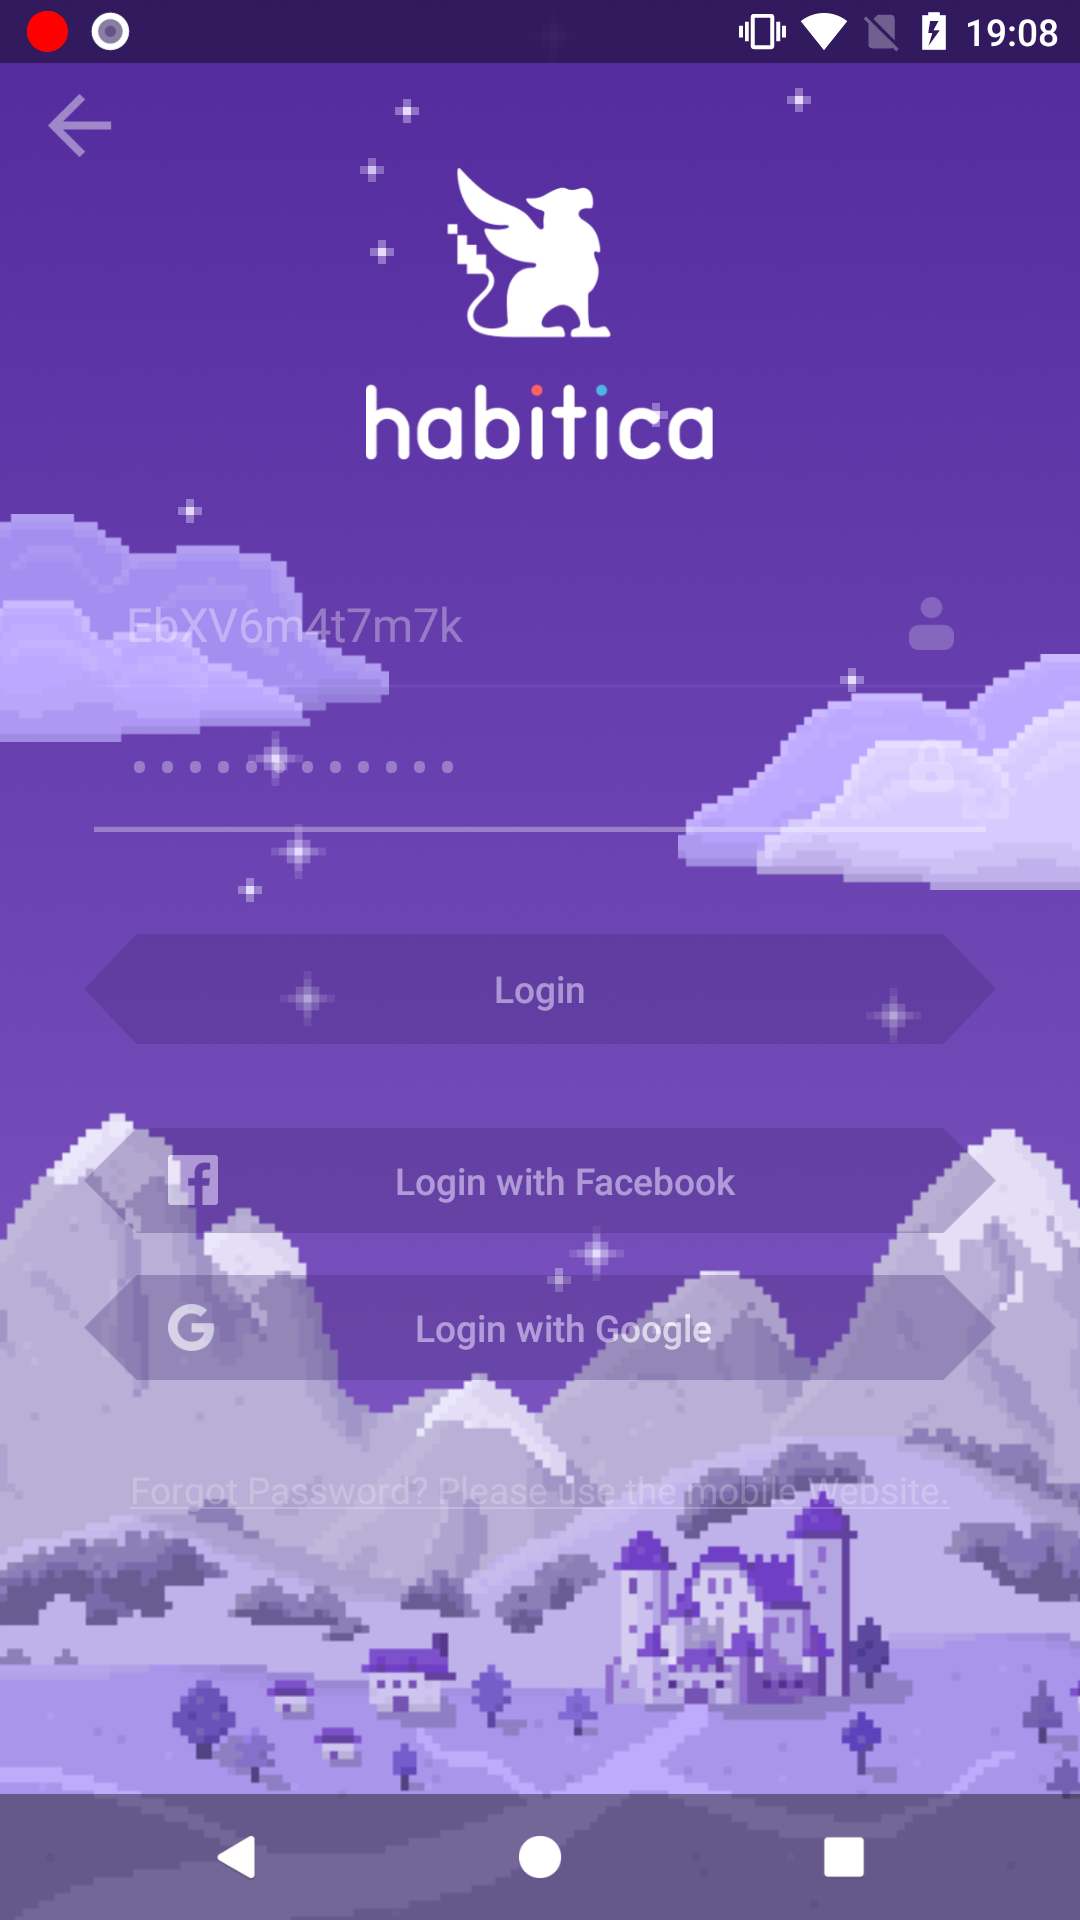 19:08
habitica
EbXV6m4t7m7k
Login
Login with Facebook
Login with Google
Forgot Password? Please use the mobile Website.